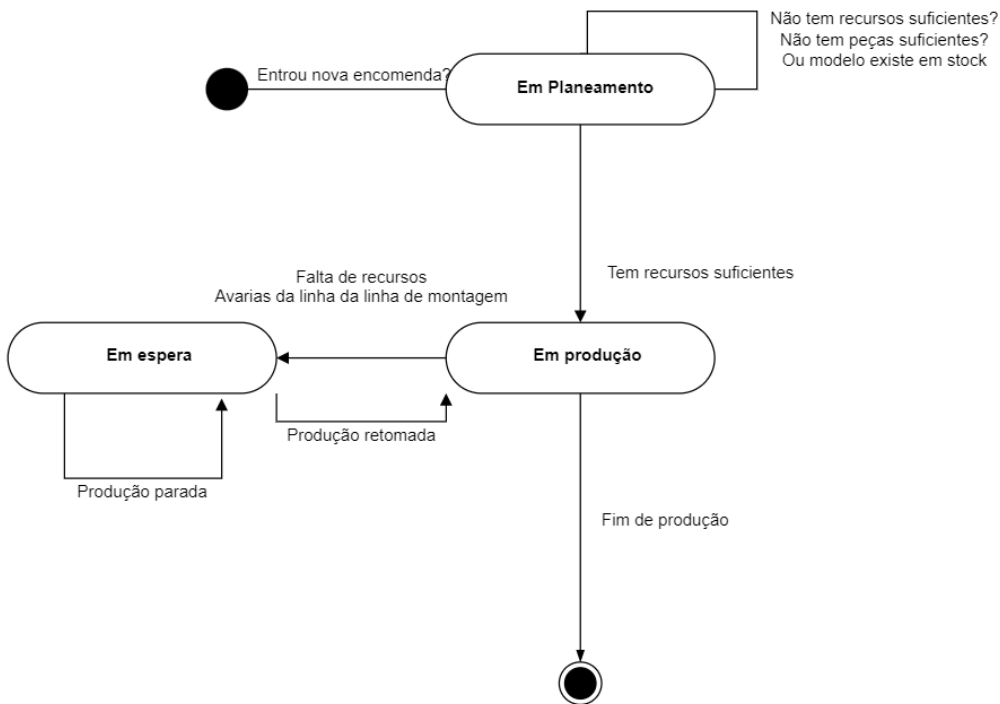 Não tem recursos suficientes?
Não tem peças suficientes?
Ou modelo existe em stock
Entrou nova encomenda?
Em Planeamento
Tem recursos suficientes
Falta de recursos
Avarias da linha da linha de montagem
Em espera
Em produção
Produção retomada
Produção parada
Fim de produção